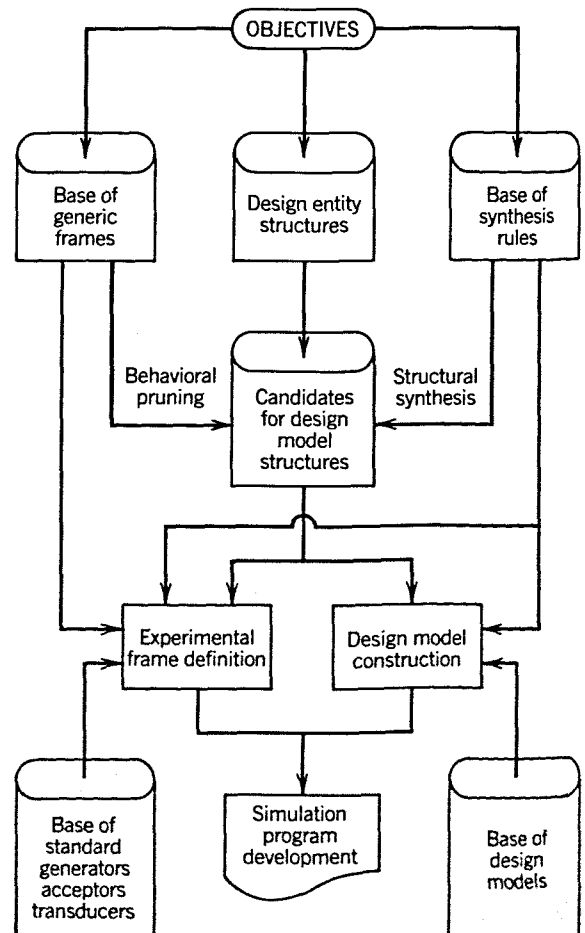 OBJECTIVES
Base of
generic
frames
Design entity
structures
Base of
synthesis
rules
Behavioral
pruning
Candidates
for design
model
structures
Structural
synthesis
Experimental
frame definition
Design model
construction
Base of
standard
generators
acceptors
transducers
Simulation
program
development
Base of
design
models